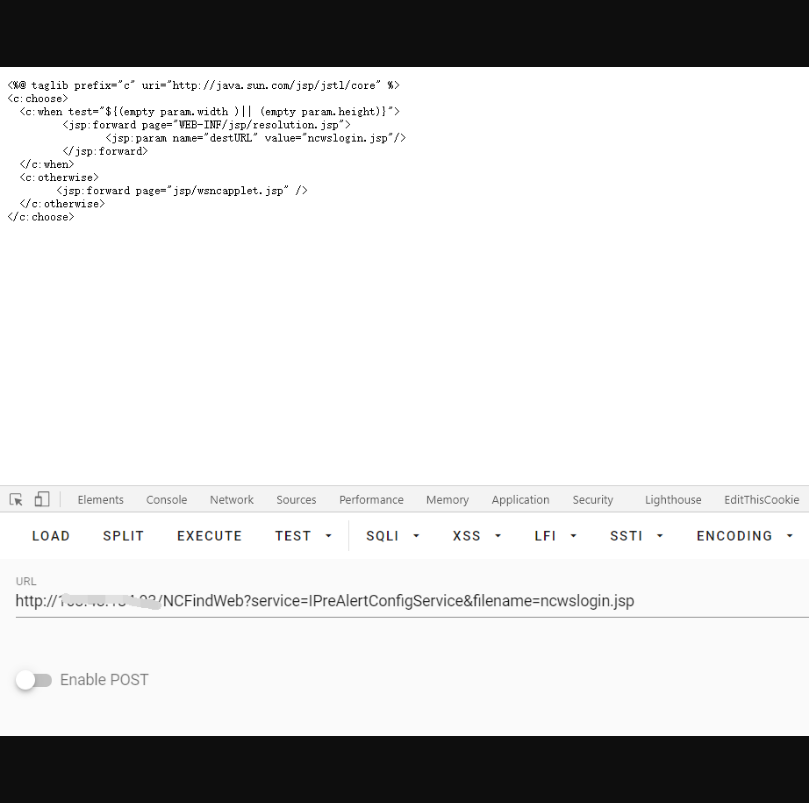 <%@ taglib prefix="c" uri="http://java.sun.com/jsp/jstl/core" %>
<c:choose>
<c:when test="${(empty param.width )|| (empty param.height)}">
<jsp:forward page="WEB-INF/jsp/resolution.jsp">
<jsp:param name="destURL" value="ncwslogin.jsp"/>
</jsp:forward>
</c:when>
<c:otherwise>
<jsp:forward page="jsp/wsncapplet.jsp" />
</c:otherwise>
</c:choose>
Elements Console Network Sources Performance Memory Application Security Lighthouse EditThisCookie
LOAD SPLIT EXECUTE TEST SQLI XSS LFI SSTI ENCODING
URL
http:// /NCFindWeb?service=IPreAlertConfigService&filename=ncwslogin.jsp
Enable POST